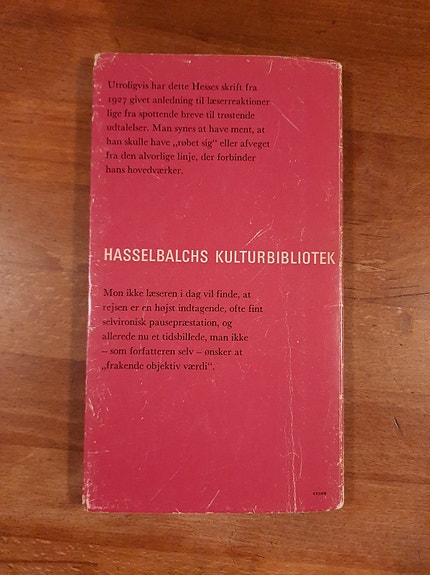 Utroligvis har dette Hesses skrift fra
1927 givet anledning til læserreaktioner
lige fra spottende breve til trøstende
udtalelser. Man synes at have ment, at
han skulle have „røbet sig“ eller afveget
fra den alvorlige linje, der forbinder
hans hovedværker.
HASSELBALCHS KULTURBIBLIOTEK
Mon ikke læseren i dag vil finde, at
rejsen er en højst indtagende, ofte fint
selvironisk pausepræstation, og
allerede nu et tidsbillede, man ikke
– som forfatteren selv – ønsker at
„frakende objektiv værdi“.